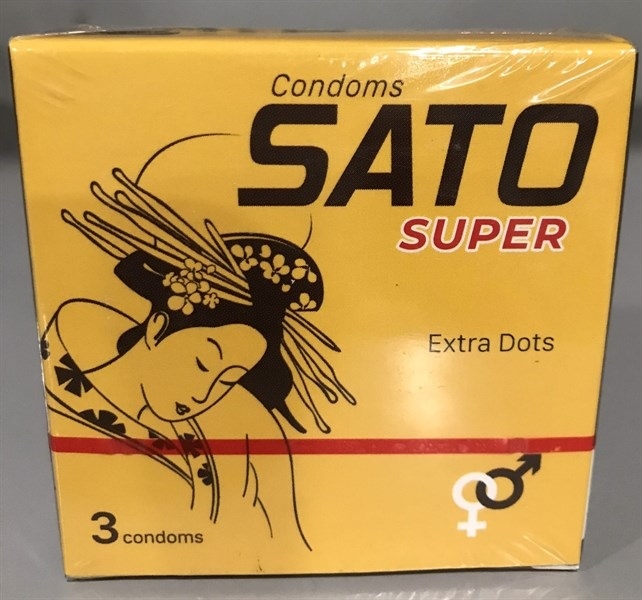 Condoms
SATO
SUPER
Extra Dots
3 condoms